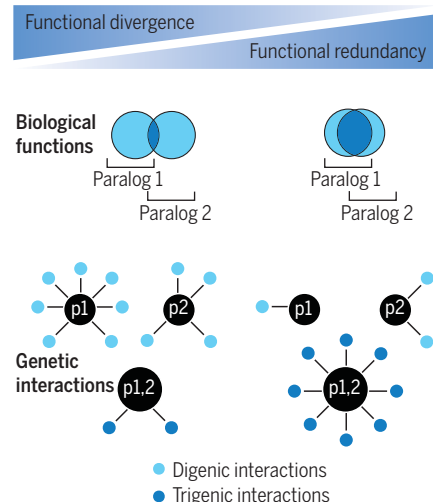 Functional divergence
Functional redundancy
Biological
functions
Paralog 1
Paralog 2
Paralog 1
Paralog 2
p1
p2
p1
p2
Genetic
interactions
p1,2
p1,2
Digenic interactions
Trigenic interactions